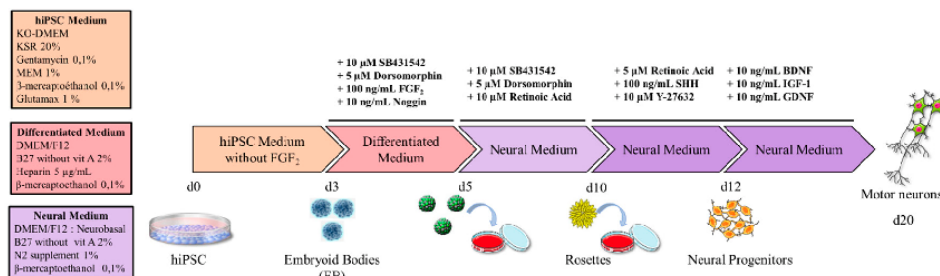 hiPSC Medium
KO-DMEM
KSR 20%
Gentamycin 0,1%
MEM 1%
3-mercaptoéthanol 0,1%
Glutamax 1 %
Differentiated Medium
DMEM/F12
B27 without vit A 2%
Heparin 5 µg/mL
β-mercaptoethanol 0,1%
Neural Medium
DMEM/F12 : Neurobasal
B27 without vit A 2%
N2 supplement 1%
β-mercaptoethanol 0,1%
+ 10 µM SB431542
+ 5 µM Dorsomorphin
+ 100 ng/mL FGF₂
+ 10 ng/mL Noggin
+ 10 µM SB431542
+ 5 µM Dorsomorphin
+ 10 µM Retinoic Acid
+ 5 µM Retinoic Acid
+ 100 ng/mL SHH
+ 10 µM Y-27632
+ 10 ng/mL BDNF
+ 10 ng/mL IGF-1
+ 10 ng/mL GDNF
hiPSC Medium
without FGF₂
Differentiated
Medium
Neural Medium
Neural Medium
Neural Medium
d0
d3
d5
d10
d12
Motor neurons
d20
hiPSC
Embryoid Bodies
(EB)
Rosettes
Neural Progenitors